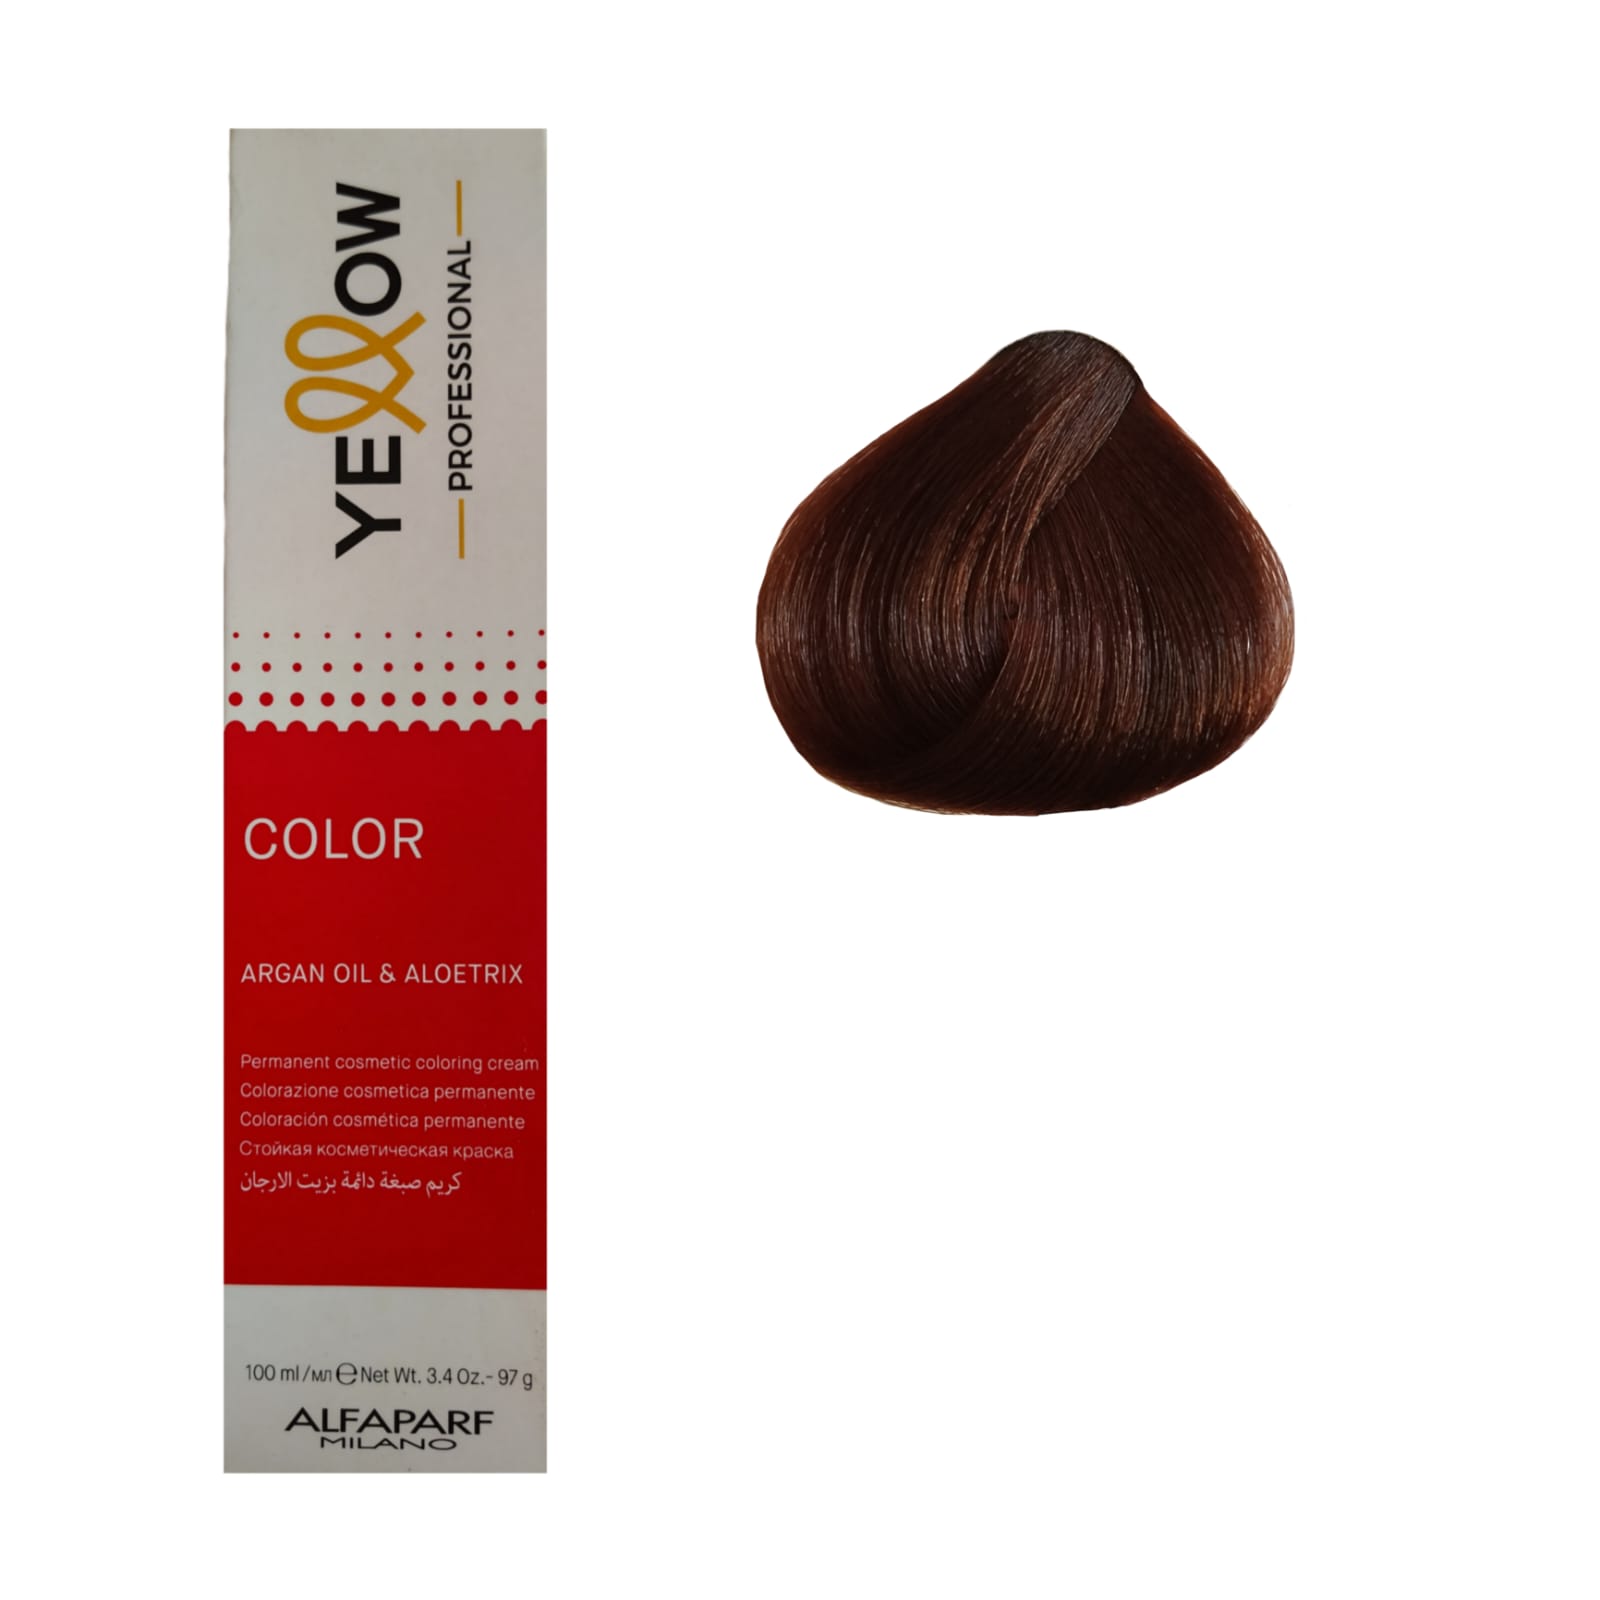 YELLOW
PROFESSIONAL
COLOR
ARGAN OIL & ALOETRIX
Permanent cosmetic coloring cream
Colorazione cosmetica permanente
Coloración cosmética permanente
Стойкая косметическая краска
كريم صبغة دائمة بزيت الارجان
100 ml/мл ℮ Net Wt. 3.4 Oz.- 97 g
ALFAPARF
MILANO